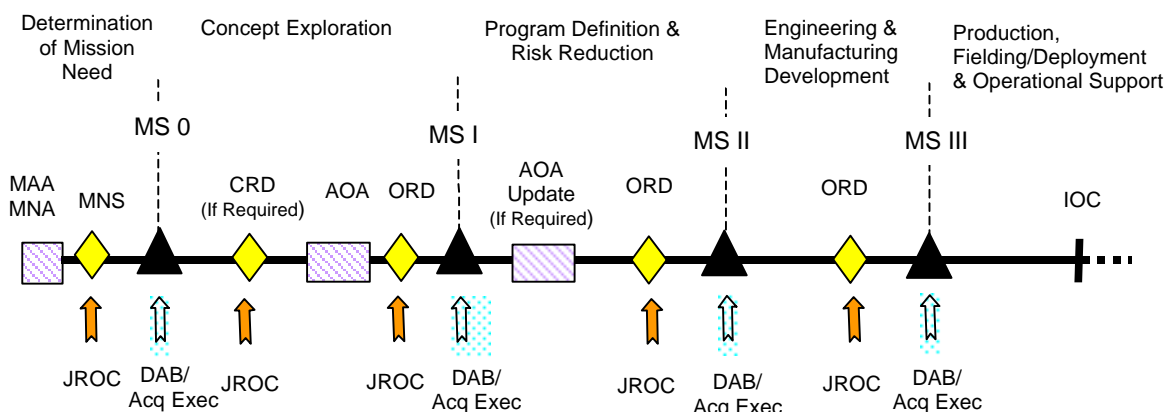 Determination
of Mission
Need
Concept Exploration
Program Definition &
Risk Reduction
Engineering &
Manufacturing
Development
Production,
Fielding/Deployment
& Operational Support
MS 0
MS I
MS II
MS III
MAA
MNA
MNS
CRD
(If Required)
AOA
ORD
AOA
Update
(If Required)
ORD
ORD
IOC
JROC
DAB/
Acq Exec
JROC
JROC
DAB/
Acq Exec
JROC
DAB/
Acq Exec
JROC
DAB/
Acq Exec